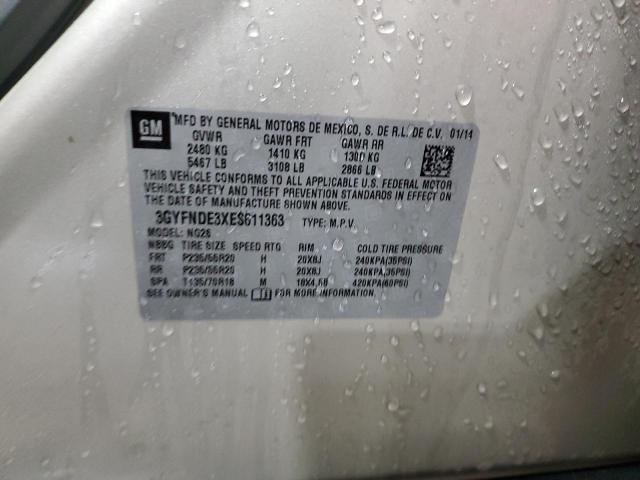 GM
MFD BY GENERAL MOTORS DE MEXICO, S. DE R.L. DE C.V. 01/14
GVWR GAWR FRT GAWR RR
2480 KG 1410 KG 1300 KG
5467 LB 3108 LB 2866 LB
THIS VEHICLE CONFORMS TO ALL APPLICABLE U.S. FEDERAL MOTOR
VEHICLE SAFETY AND THEFT PREVENTION STANDARDS IN EFFECT ON
THE DATE OF MANUFACTURE SHOWN ABOVE.
3GYFNDE3XES611363 TYPE: M.P.V.
MODEL: NG26
NBBG TIRE SIZE SPEED RTG RIM COLD TIRE PRESSURE
FRT P235/55R20 H 20X8J 240KPA(35PSI)
RR P235/55R20 H 20X8J 240KPA(35PSI)
SPA T135/70R18 M 18X4.5B 420KPA(60PSI)
SEE OWNER'S MANUAL FOR MORE INFORMATION.